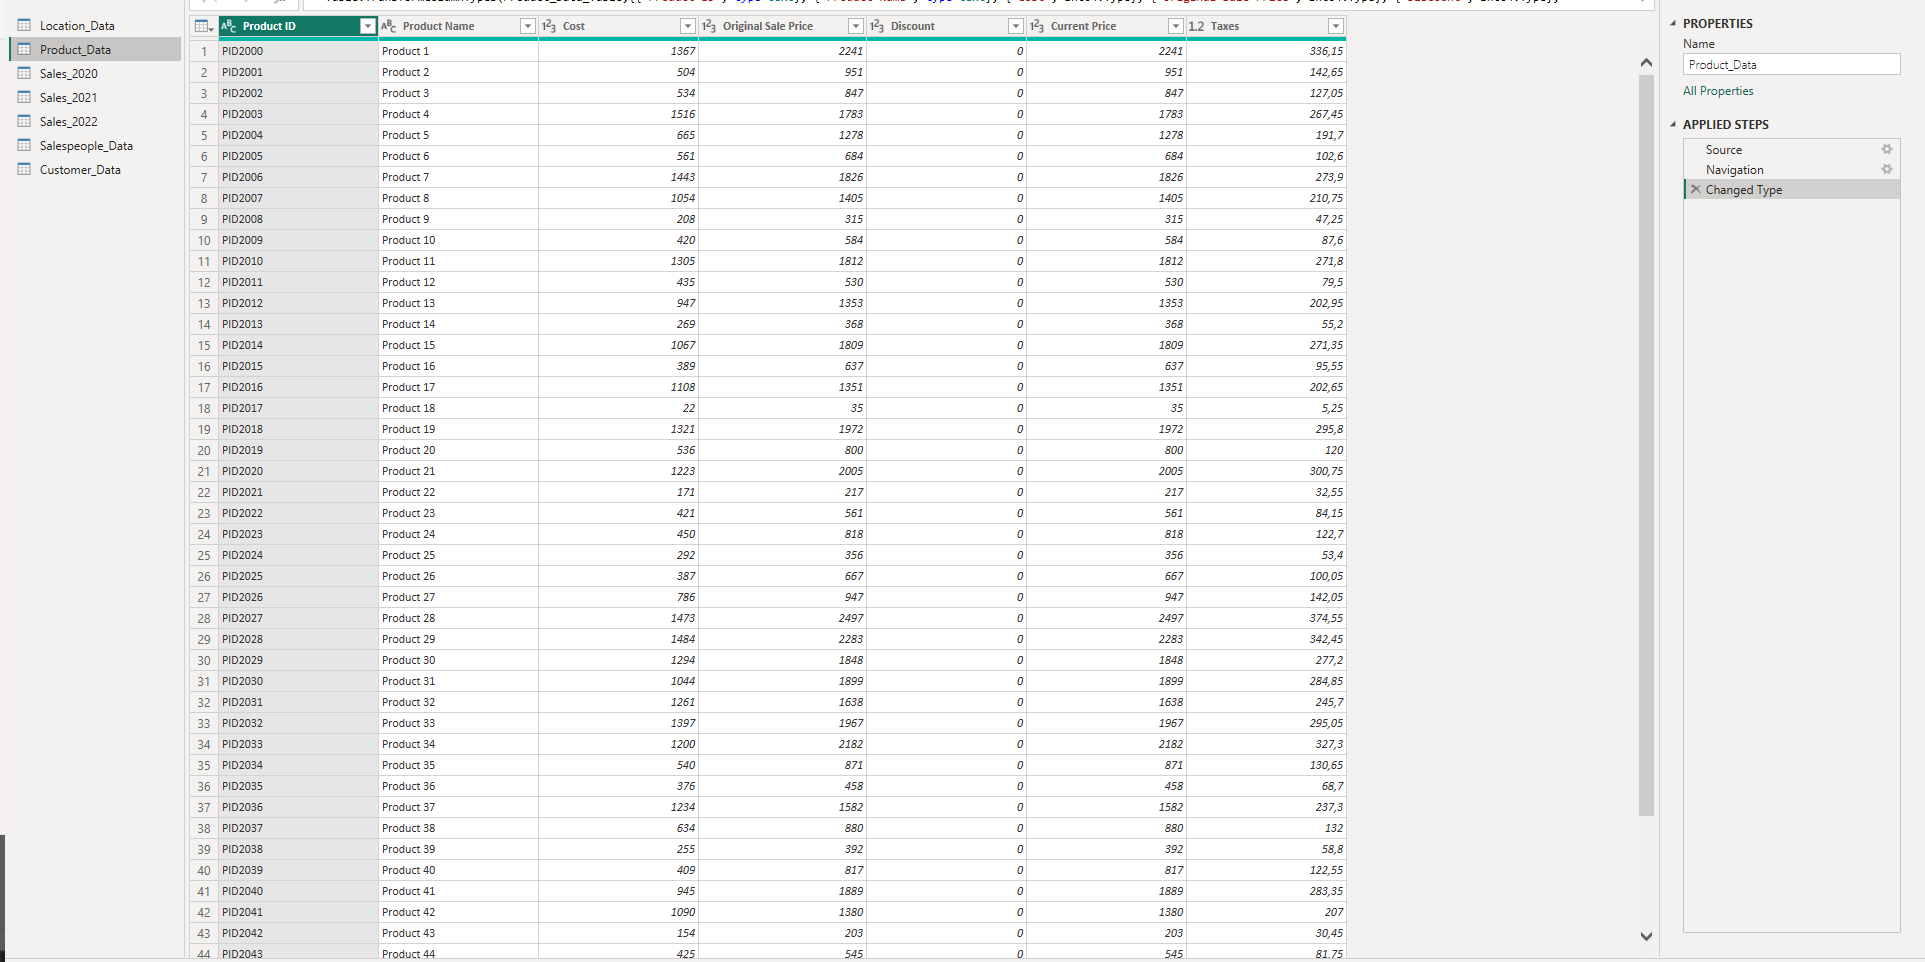 Location_Data
Product_Data
Sales_2020
Sales_2021
Sales_2022
Salespeople_Data
Customer_Data
Product ID Product Name Cost Original Sale Price Discount Current Price Taxes
1 PID2000 Product 1 1367 2241 0 2241 336,15
2 PID2001 Product 2 504 951 0 951 142,65
3 PID2002 Product 3 534 847 0 847 127,05
4 PID2003 Product 4 1516 1783 0 1783 267,45
5 PID2004 Product 5 665 1278 0 1278 191,7
6 PID2005 Product 6 561 684 0 684 102,6
7 PID2006 Product 7 1443 1826 0 1826 273,9
8 PID2007 Product 8 1054 1405 0 1405 210,75
9 PID2008 Product 9 208 315 0 315 47,25
10 PID2009 Product 10 420 584 0 584 87,6
11 PID2010 Product 11 1305 1812 0 1812 271,8
12 PID2011 Product 12 435 530 0 530 79,5
13 PID2012 Product 13 947 1353 0 1353 202,95
14 PID2013 Product 14 269 368 0 368 55,2
15 PID2014 Product 15 1067 1809 0 1809 271,35
16 PID2015 Product 16 389 637 0 637 95,55
17 PID2016 Product 17 1108 1351 0 1351 202,65
18 PID2017 Product 18 22 35 0 35 5,25
19 PID2018 Product 19 1321 1972 0 1972 295,8
20 PID2019 Product 20 536 800 0 800 120
21 PID2020 Product 21 1223 2005 0 2005 300,75
22 PID2021 Product 22 171 217 0 217 32,55
23 PID2022 Product 23 421 561 0 561 84,15
24 PID2023 Product 24 450 818 0 818 122,7
25 PID2024 Product 25 292 356 0 356 53,4
26 PID2025 Product 26 387 667 0 667 100,05
27 PID2026 Product 27 786 947 0 947 142,05
28 PID2027 Product 28 1473 2497 0 2497 374,55
29 PID2028 Product 29 1484 2283 0 2283 342,45
30 PID2029 Product 30 1294 1848 0 1848 277,2
31 PID2030 Product 31 1044 1899 0 1899 284,85
32 PID2031 Product 32 1261 1638 0 1638 245,7
33 PID2032 Product 33 1397 1967 0 1967 295,05
34 PID2033 Product 34 1200 2182 0 2182 327,3
35 PID2034 Product 35 540 871 0 871 130,65
36 PID2035 Product 36 376 458 0 458 68,7
37 PID2036 Product 37 1234 1582 0 1582 237,3
38 PID2037 Product 38 634 880 0 880 132
39 PID2038 Product 39 255 392 0 392 58,8
40 PID2039 Product 40 409 817 0 817 122,55
41 PID2040 Product 41 945 1889 0 1889 283,35
42 PID2041 Product 42 1090 1380 0 1380 207
43 PID2042 Product 43 154 203 0 203 30,45
44 PID2043 Product 44 425 545 0 545 81,75
PROPERTIES
Name
Product_Data
All Properties
APPLIED STEPS
Source
Navigation
Changed Type